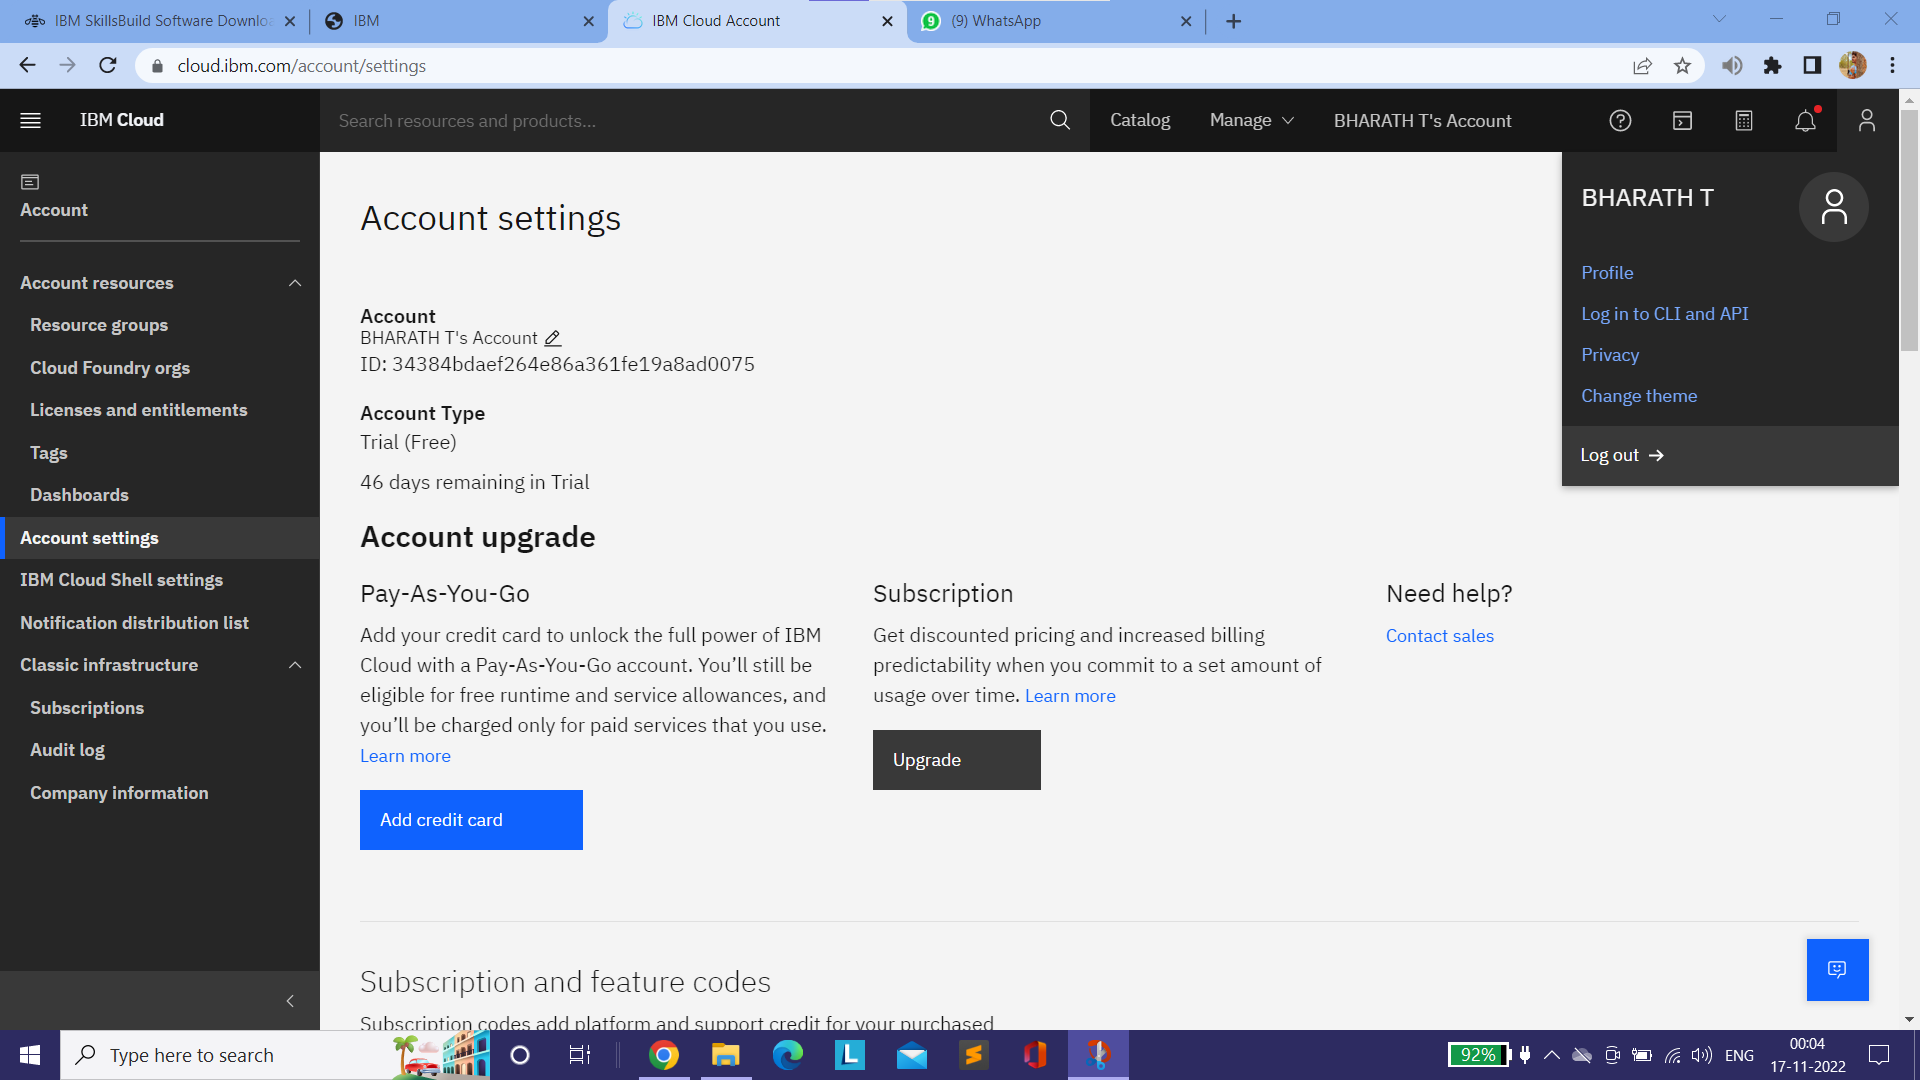 IBM SkillsBuild Software Downlo
IBM
IBM Cloud Account
(9) WhatsApp
cloud.ibm.com/account/settings
IBM Cloud
Search resources and products...
Catalog
Manage
BHARATH T's Account
Account
Account resources
Resource groups
Cloud Foundry orgs
Licenses and entitlements
Tags
Dashboards
Account settings
IBM Cloud Shell settings
Notification distribution list
Classic infrastructure
Subscriptions
Audit log
Company information
Account settings
Account
BHARATH T's Account
ID: 34384bdaef264e86a361fe19a8ad0075
Account Type
Trial (Free)
46 days remaining in Trial
Account upgrade
Pay-As-You-Go
Add your credit card to unlock the full power of IBM
Cloud with a Pay-As-You-Go account. You’ll still be
eligible for free runtime and service allowances, and
you’ll be charged only for paid services that you use.
Learn more
Add credit card
Subscription
Get discounted pricing and increased billing
predictability when you commit to a set amount of
usage over time. Learn more
Upgrade
Need help?
Contact sales
BHARATH T
Profile
Log in to CLI and API
Privacy
Change theme
Log out
Subscription and feature codes
Subscription codes add platform and support credit for your purchased
Type here to search
92%
ENG
00:04
17-11-2022